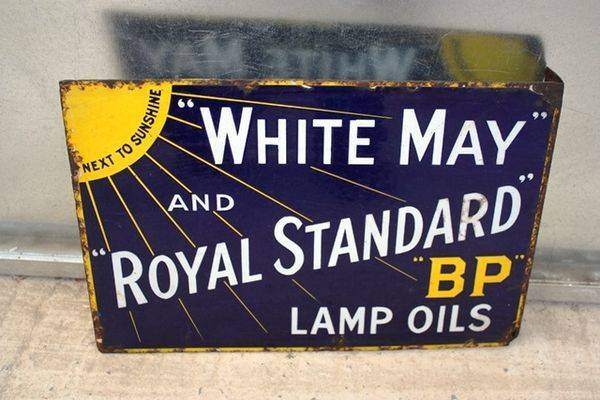 NEXT TO SUNSHINE
"WHITE MAY"
AND
"ROYAL STANDARD"
"BP"
LAMP OILS